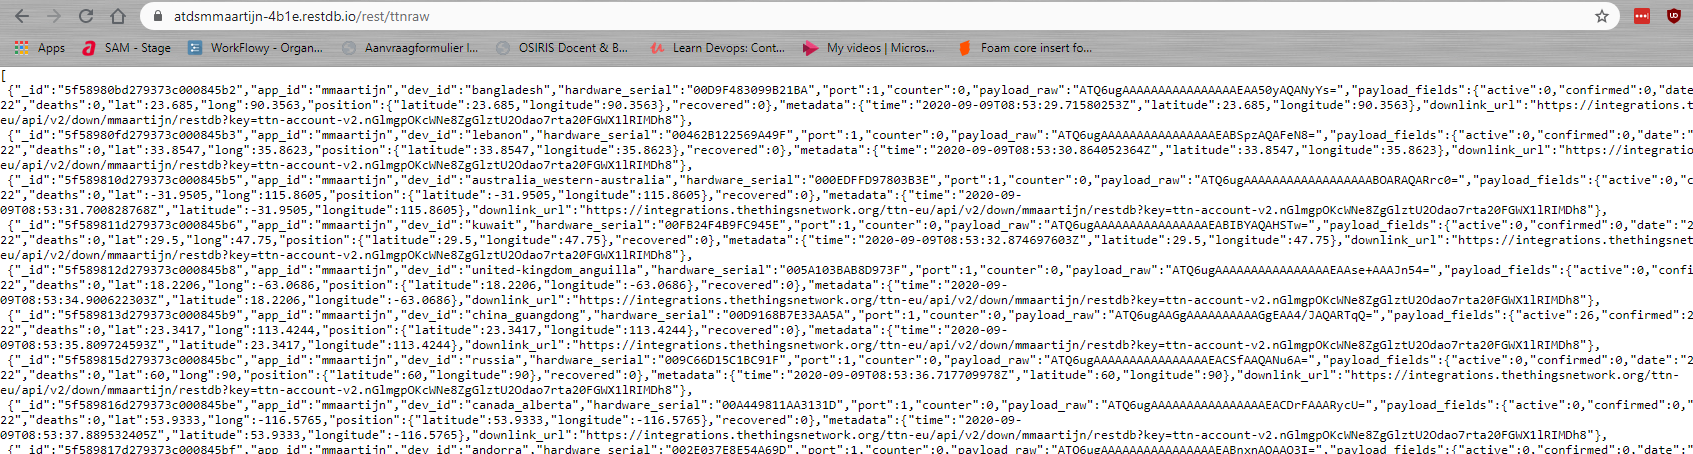 atdsmmaartijn-4b1e.restdb.io/rest/ttnraw
Apps SAM - Stage WorkFlowy - Organ... Aanvraagformulier I... OSIRIS Docent & B... Learn Devops: Cont... My videos | Micros... Foam core insert fo...
[
{"_id":"5f58980bd279273c000845b2","app_id":"mmaartijn","dev_id":"bangladesh","hardware_serial":"00D9F483099B21BA","port":1,"counter":0,"payload_raw":"ATQ6ugAAAAAAAAAAAAAAAAEAA50yAQANyYs=","payload_fields":{"active":0,"confirmed":0,"date
22","deaths":0,"lat":23.685,"long":90.3563,"position":{"latitude":23.685,"longitude":90.3563},"recovered":0},"metadata":{"time":"2020-09-09T08:53:29.71580253Z","latitude":23.685,"longitude":90.3563},"downlink_url":"https://integrations.t
eu/api/v2/down/mmaartijn/restdb?key=ttn-account-v2.nGlmgpOKcWNe8ZgGlztU2Odao7rta20FGWX1lRIMDh8"},
{"_id":"5f58980fd279273c000845b3","app_id":"mmaartijn","dev_id":"lebanon","hardware_serial":"00462B122569A49F","port":1,"counter":0,"payload_raw":"ATQ6ugAAAAAAAAAAAAAAAAEABSpzAQAFeN8=","payload_fields":{"active":0,"confirmed":0,"date":"
22","deaths":0,"lat":33.8547,"long":35.8623,"position":{"latitude":33.8547,"longitude":35.8623},"recovered":0},"metadata":{"time":"2020-09-09T08:53:30.864052364Z","latitude":33.8547,"longitude":35.8623},"downlink_url":"https://integratio
eu/api/v2/down/mmaartijn/restdb?key=ttn-account-v2.nGlmgpOKcWNe8ZgGlztU2Odao7rta20FGWX1lRIMDh8"},
{"_id":"5f589810d279273c000845b5","app_id":"mmaartijn","dev_id":"australia_western-australia","hardware_serial":"000EDFFD97803B3E","port":1,"counter":0,"payload_raw":"ATQ6ugAAAAAAAAAAAAAAAAAABOARAQARrc0=","payload_fields":{"active":0,"c
22","deaths":0,"lat":-31.9505,"long":115.8605,"position":{"latitude":-31.9505,"longitude":115.8605},"recovered":0},"metadata":{"time":"2020-09-
09T08:53:31.700828768Z","latitude":-31.9505,"longitude":115.8605},"downlink_url":"https://integrations.thethingsnetwork.org/ttn-eu/api/v2/down/mmaartijn/restdb?key=ttn-account-v2.nGlmgpOKcWNe8ZgGlztU2Odao7rta20FGWX1lRIMDh8"},
{"_id":"5f589811d279273c000845b6","app_id":"mmaartijn","dev_id":"kuwait","hardware_serial":"00FB24F4B9FC945E","port":1,"counter":0,"payload_raw":"ATQ6ugAAAAAAAAAAAAAAAAEABIBYAQAHSTw=","payload_fields":{"active":0,"confirmed":0,"date":"2
22","deaths":0,"lat":29.5,"long":47.75,"position":{"latitude":29.5,"longitude":47.75},"recovered":0},"metadata":{"time":"2020-09-09T08:53:32.874697603Z","latitude":29.5,"longitude":47.75},"downlink_url":"https://integrations.thethingsnet
eu/api/v2/down/mmaartijn/restdb?key=ttn-account-v2.nGlmgpOKcWNe8ZgGlztU2Odao7rta20FGWX1lRIMDh8"},
{"_id":"5f589812d279273c000845b8","app_id":"mmaartijn","dev_id":"united-kingdom_anguilla","hardware_serial":"005A103BAB8D973F","port":1,"counter":0,"payload_raw":"ATQ6ugAAAAAAAAAAAAAAAAEAAse+AAAJn54=","payload_fields":{"active":0,"confi
22","deaths":0,"lat":18.2206,"long":-63.0686,"position":{"latitude":18.2206,"longitude":-63.0686},"recovered":0},"metadata":{"time":"2020-09-
09T08:53:34.900622303Z","latitude":18.2206,"longitude":-63.0686},"downlink_url":"https://integrations.thethingsnetwork.org/ttn-eu/api/v2/down/mmaartijn/restdb?key=ttn-account-v2.nGlmgpOKcWNe8ZgGlztU2Odao7rta20FGWX1lRIMDh8"},
{"_id":"5f589813d279273c000845b9","app_id":"mmaartijn","dev_id":"china_guangdong","hardware_serial":"00D9168B7E33AA5A","port":1,"counter":0,"payload_raw":"ATQ6ugAAGgAAAAAAAAAAGgEAA4/JAQARTqQ=","payload_fields":{"active":26,"confirmed":2
22","deaths":0,"lat":23.3417,"long":113.4244,"position":{"latitude":23.3417,"longitude":113.4244},"recovered":0},"metadata":{"time":"2020-09-
09T08:53:35.809724593Z","latitude":23.3417,"longitude":113.4244},"downlink_url":"https://integrations.thethingsnetwork.org/ttn-eu/api/v2/down/mmaartijn/restdb?key=ttn-account-v2.nGlmgpOKcWNe8ZgGlztU2Odao7rta20FGWX1lRIMDh8"},
{"_id":"5f589815d279273c000845bc","app_id":"mmaartijn","dev_id":"russia","hardware_serial":"009C66D15C1BC91F","port":1,"counter":0,"payload_raw":"ATQ6ugAAAAAAAAAAAAAAAAEACSfAAQANu6A=","payload_fields":{"active":0,"confirmed":0,"date":"2
22","deaths":0,"lat":60,"long":90,"position":{"latitude":60,"longitude":90},"recovered":0},"metadata":{"time":"2020-09-09T08:53:36.717709978Z","latitude":60,"longitude":90},"downlink_url":"https://integrations.thethingsnetwork.org/ttn-
eu/api/v2/down/mmaartijn/restdb?key=ttn-account-v2.nGlmgpOKcWNe8ZgGlztU2Odao7rta20FGWX1lRIMDh8"},
{"_id":"5f589816d279273c000845be","app_id":"mmaartijn","dev_id":"canada_alberta","hardware_serial":"00A449811AA3131D","port":1,"counter":0,"payload_raw":"ATQ6ugAAAAAAAAAAAAAAAAEACDrFAAARycU=","payload_fields":{"active":0,"confirmed":0,"
22","deaths":0,"lat":53.9333,"long":-116.5765,"position":{"latitude":53.9333,"longitude":-116.5765},"recovered":0},"metadata":{"time":"2020-09-
09T08:53:37.889532405Z","latitude":53.9333,"longitude":-116.5765},"downlink_url":"https://integrations.thethingsnetwork.org/ttn-eu/api/v2/down/mmaartijn/restdb?key=ttn-account-v2.nGlmgpOKcWNe8ZgGlztU2Odao7rta20FGWX1lRIMDh8"},
{"_id":"5f589817d279273c000845bf","app_id":"mmaartijn","dev_id":"andorra","hardware_serial":"002E037E8E54A69D","port":1,"counter":0,"payload_raw":"ATQ6ugAAAAAAAAAAAAAAAAEABnxnAQAAQ3I=","payload_fields":{"active":0,"confirmed":0,"date":